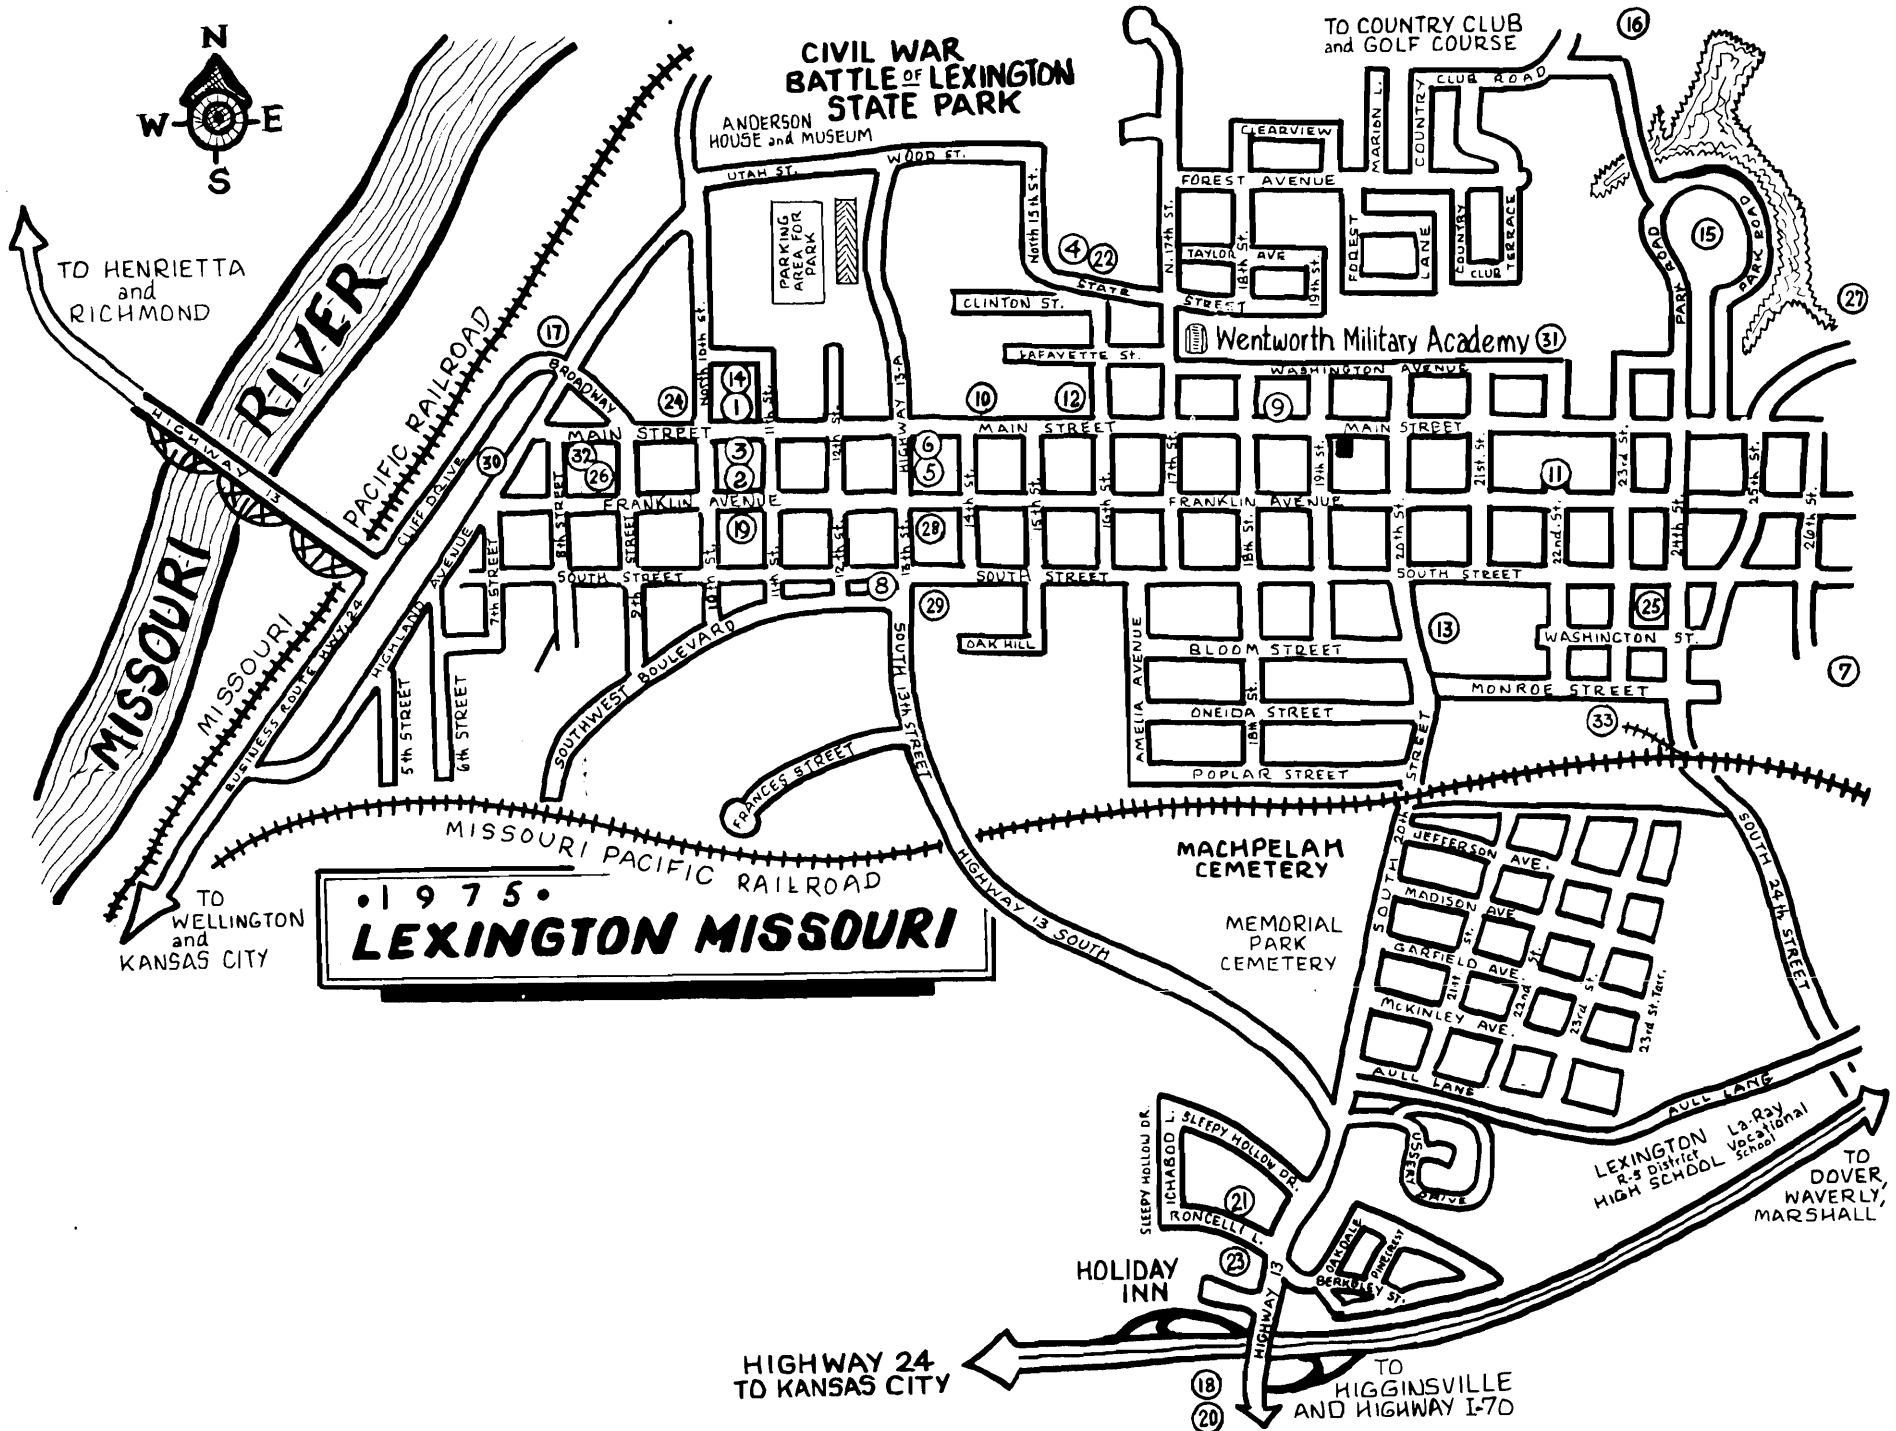 N
W
E
S
TO COUNTRY CLUB
and GOLF COURSE
16
CIVIL WAR
BATTLE OF LEXINGTON
STATE PARK
ANDERSON
HOUSE and MUSEUM
WOOD ST.
UTAH ST.
CLUB ROAD
COUNTRY
MARION L.
CLEARVIEW
FOREST AVENUE
North 15th St.
N. 17th ST.
18th St.
TAYLOR AVE
19th St.
FOREST
LANE
COUNTRY
CLUB
TERRACE
15
PARK ROAD
PARK ROAD
27
TO HENRIETTA
and
RICHMOND
PARKING
AREA FOR
PARK
4
22
STATE
STREET
CLINTON ST.
LAFAYETTE St.
Wentworth Military Academy
31
WASHINGTON AVENUE
RIVER
MISSOURI
PACIFIC RAILROAD
MISSOURI
HIGHWAY 13
17
BROADWAY
CLIFF DRIVE
30
24
North 10th St.
14
1
11th St.
12th St.
HIGHWAY 13-A
10
12
9
MAIN STREET
MAIN STREET
MAIN STREET
32
26
3
2
6
5
14th St.
15th St.
16th St.
17th St.
19th St.
21st. St.
11
23rd St.
25th St.
FRANKLIN AVENUE
FRANKLIN AVENUE
8th STREET
7th STREET
STREET
9th
19
10th St.
11th St.
12th St.
13th St.
28
18th St.
20th St.
22nd. St.
24th St.
26th St.
SOUTH STREET
SOUTH STREET
SOUTH STREET
8
29
25
13
7
HIGHLAND AVENUE
BUSINESS ROUTE HWY. 24
5th STREET
6th STREET
SOUTHWEST BOULEVARD
SOUTH 13th STREET
OAK HILL
AMELIA AVENUE
BLOOM STREET
18th St.
ONEIDA STREET
18th St.
POPLAR STREET
STREET
WASHINGTON ST.
MONROE STREET
33
FRANCES STREET
MISSOURI PACIFIC RAILROAD
TO
WELLINGTON
and
KANSAS CITY
•1975•
LEXINGTON MISSOURI
HIGHWAY 13 SOUTH
MACHPELAH
CEMETERY
MEMORIAL
PARK
CEMETERY
SOUTH 20th
JEFFERSON AVE.
MADISON AVE
GARFIELD AVE.
McKINLEY AVE.
21st. St.
22nd St.
23rd St.
23rd St. Terr.
SOUTH 24th STREET
AULL LANE
AULL LANE
LEXINGTON
R-5 District
HIGH SCHOOL
La-Ray
Vocational
School
USSERY
DRIVE
SLEEPY HOLLOW DR.
ICHABOD L.
SLEEPY HOLLOW DR.
21
RONCELLI L.
23
HOLIDAY
INN
OAKDALE
PINECREST
BERKELEY ST.
HIGHWAY 13
TO
DOVER,
WAVERLY,
MARSHALL
HIGHWAY 24
TO KANSAS CITY
18
20
TO
HIGGINSVILLE
AND HIGHWAY I-70